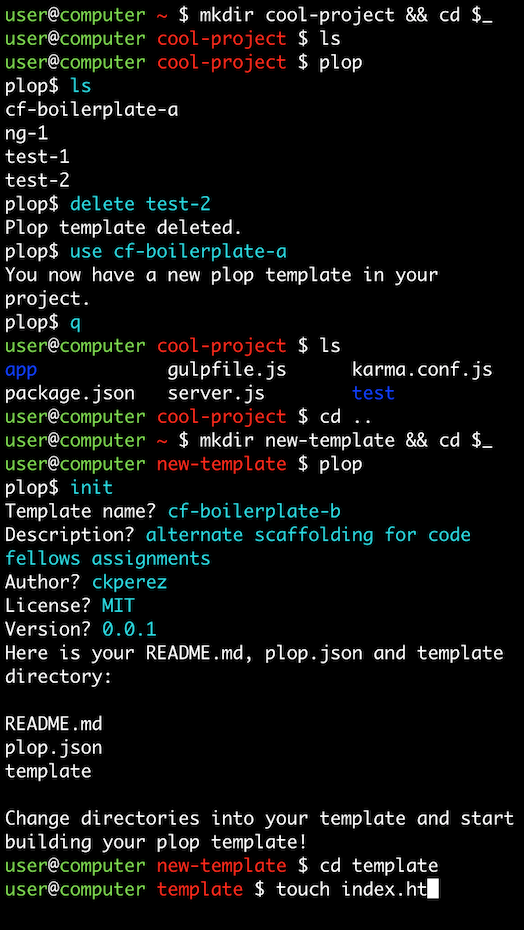 user@computer ~ $ mkdir cool-project && cd $_
user@computer cool-project $ ls
user@computer cool-project $ plop
plop$ ls
cf-boilerplate-a
ng-1
test-1
test-2
plop$ delete test-2
Plop template deleted.
plop$ use cf-boilerplate-a
You now have a new plop template in your
project.
plop$ q
user@computer cool-project $ ls
app gulpfile.js karma.conf.js
package.json server.js test
user@computer cool-project $ cd ..
user@computer ~ $ mkdir new-template && cd $_
user@computer new-template $ plop
plop$ init
Template name? cf-boilerplate-b
Description? alternate scaffolding for code
fellows assignments
Author? ckperez
License? MIT
Version? 0.0.1
Here is your README.md, plop.json and template
directory:
README.md
plop.json
template
Change directories into your template and start
building your plop template!
user@computer new-template $ cd template
user@computer template $ touch index.ht